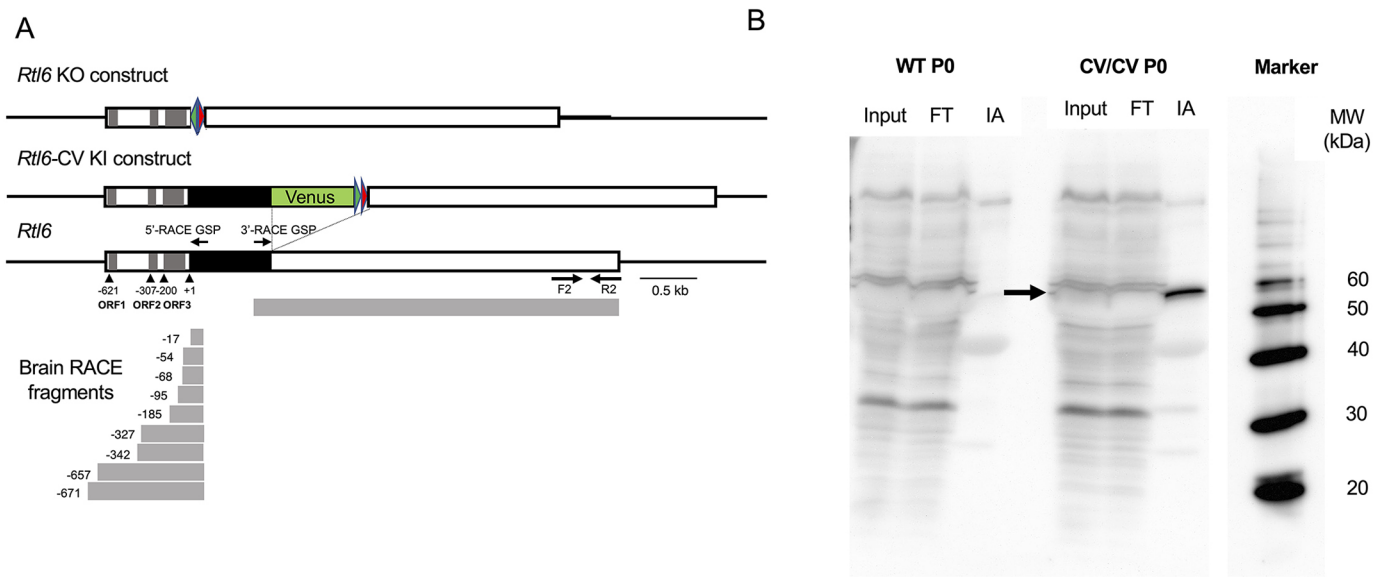 A
Rtl6 KO construct
Rtl6-CV KI construct
Venus
Rtl6
5'-RACE GSP 3'-RACE GSP
-621 -307 -200 +1
ORF1 ORF2 ORF3
F2 R2 0.5 kb
Brain RACE
fragments
-17
-54
-68
-95
-185
-327
-342
-657
-671
B
WT P0 CV/CV P0 Marker
Input FT IA Input FT IA
MW
(kDa)
60
50
40
30
20